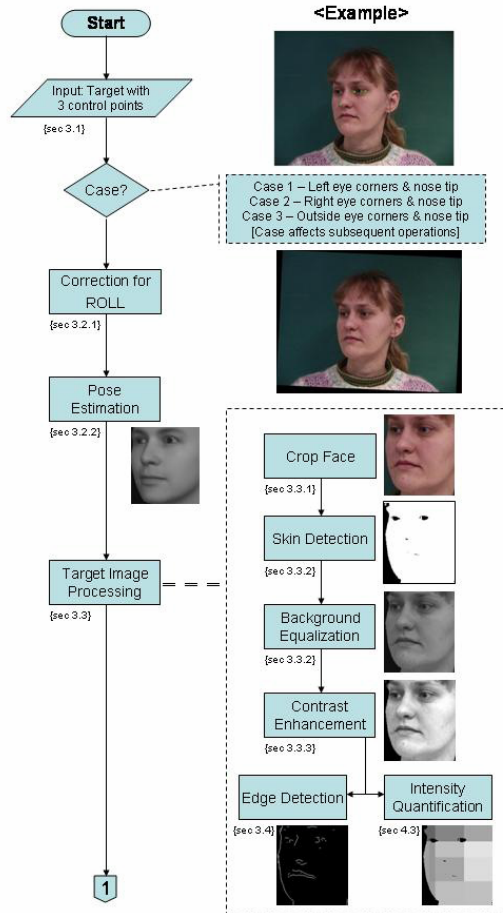 <Example>
Start
Input: Target with
3 control points
{sec 3.1}
Case?
Case 1 – Left eye corners & nose tip
Case 2 – Right eye corners & nose tip
Case 3 – Outside eye corners & nose tip
[Case affects subsequent operations]
Correction for
ROLL
{sec 3.2.1}
Pose
Estimation
{sec 3.2.2}
Target Image
Processing
{sec 3.3}
Crop Face
{sec 3.3.1}
Skin Detection
{sec 3.3.2}
Background
Equalization
{sec 3.3.2}
Contrast
Enhancement
{sec 3.3.3}
Edge Detection
{sec 3.4}
Intensity
Quantification
{sec 4.3}
1